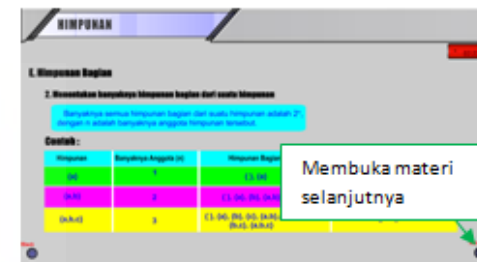 HIMPUNAN
I. Himpunan Bagian
2. Menentukan banyaknya himpunan bagian dari suatu himpunan
Banyaknya semua himpunan bagian dari suatu himpunan adalah 2ⁿ,
dengan n adalah banyaknya anggota himpunan tersebut.
Contoh :
Himpunan Banyaknya Anggota (n) Himpunan Bagian
{a} 1 { }, {a}
{a,b} 2 { }, {a}, {b}, {a,b}
{a,b,c} 3 { }, {a}, {b}, {c}, {a,b},
{b,c}, {a,b,c}
Membuka materi
selanjutnya